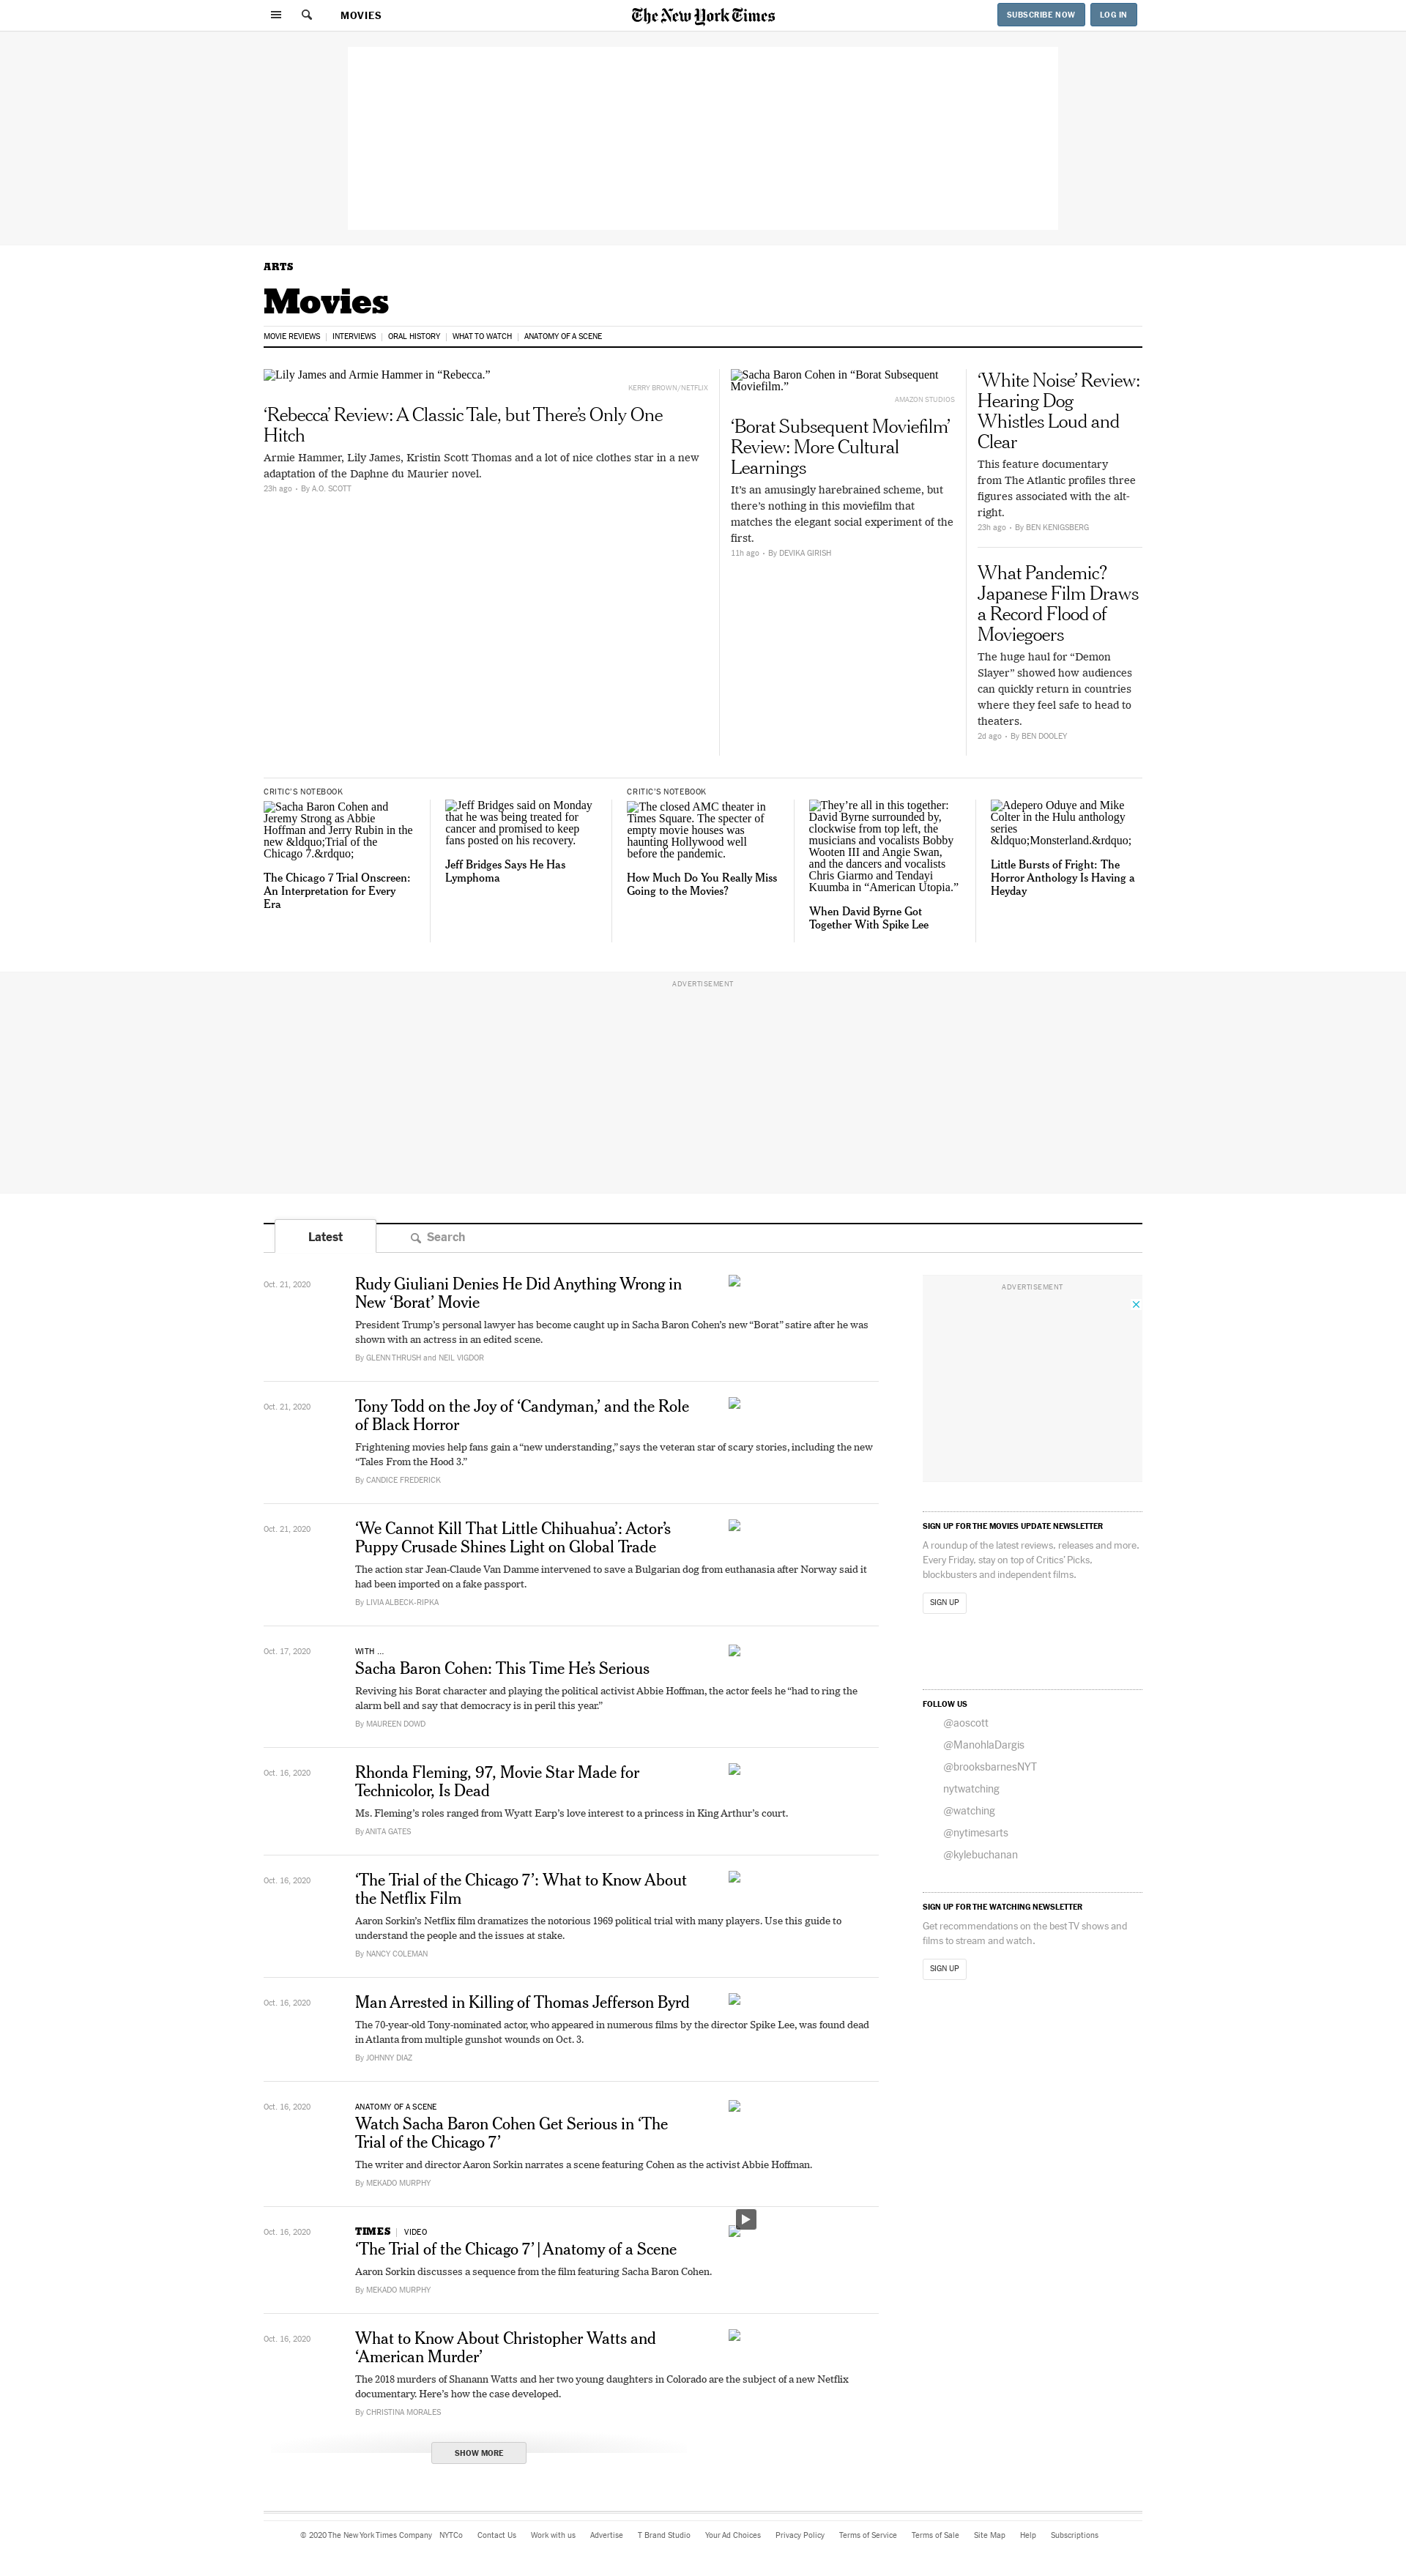 MOVIES
The New York Times
SUBSCRIBE NOW
LOG IN
ARTS
Movies
MOVIE REVIEWS | INTERVIEWS | ORAL HISTORY | WHAT TO WATCH | ANATOMY OF A SCENE
Lily James and Armie Hammer in “Rebecca.”
KERRY BROWN/NETFLIX
‘Rebecca’ Review: A Classic Tale, but There’s Only One
Hitch
Armie Hammer, Lily James, Kristin Scott Thomas and a lot of nice clothes star in a new
adaptation of the Daphne du Maurier novel.
23h ago • By A.O. SCOTT
Sacha Baron Cohen in “Borat Subsequent
Moviefilm.”
AMAZON STUDIOS
‘Borat Subsequent Moviefilm’
Review: More Cultural
Learnings
It’s an amusingly harebrained scheme, but
there’s nothing in this moviefilm that
matches the elegant social experiment of the
first.
11h ago • By DEVIKA GIRISH
‘White Noise’ Review:
Hearing Dog
Whistles Loud and
Clear
This feature documentary
from The Atlantic profiles three
figures associated with the alt-
right.
23h ago • By BEN KENIGSBERG
What Pandemic?
Japanese Film Draws
a Record Flood of
Moviegoers
The huge haul for “Demon
Slayer” showed how audiences
can quickly return in countries
where they feel safe to head to
theaters.
2d ago • By BEN DOOLEY
CRITIC’S NOTEBOOK
Sacha Baron Cohen and
Jeremy Strong as Abbie
Hoffman and Jerry Rubin in the
new &ldquo;Trial of the
Chicago 7.&rdquo;
The Chicago 7 Trial Onscreen:
An Interpretation for Every
Era
Jeff Bridges said on Monday
that he was being treated for
cancer and promised to keep
fans posted on his recovery.
Jeff Bridges Says He Has
Lymphoma
CRITIC’S NOTEBOOK
The closed AMC theater in
Times Square. The specter of
empty movie houses was
haunting Hollywood well
before the pandemic.
How Much Do You Really Miss
Going to the Movies?
They’re all in this together:
David Byrne surrounded by,
clockwise from top left, the
musicians and vocalists Bobby
Wooten III and Angie Swan,
and the dancers and vocalists
Chris Giarmo and Tendayi
Kuumba in “American Utopia.”
When David Byrne Got
Together With Spike Lee
Adepero Oduye and Mike
Colter in the Hulu anthology
series
&ldquo;Monsterland.&rdquo;
Little Bursts of Fright: The
Horror Anthology Is Having a
Heyday
ADVERTISEMENT
Latest
Search
Oct. 21, 2020
Rudy Giuliani Denies He Did Anything Wrong in
New ‘Borat’ Movie
President Trump’s personal lawyer has become caught up in Sacha Baron Cohen’s new “Borat” satire after he was
shown with an actress in an edited scene.
By GLENN THRUSH and NEIL VIGDOR
Oct. 21, 2020
Tony Todd on the Joy of ‘Candyman,’ and the Role
of Black Horror
Frightening movies help fans gain a “new understanding,” says the veteran star of scary stories, including the new
“Tales From the Hood 3.”
By CANDICE FREDERICK
Oct. 21, 2020
‘We Cannot Kill That Little Chihuahua’: Actor’s
Puppy Crusade Shines Light on Global Trade
The action star Jean-Claude Van Damme intervened to save a Bulgarian dog from euthanasia after Norway said it
had been imported on a fake passport.
By LIVIA ALBECK-RIPKA
Oct. 17, 2020
WITH ...
Sacha Baron Cohen: This Time He’s Serious
Reviving his Borat character and playing the political activist Abbie Hoffman, the actor feels he “had to ring the
alarm bell and say that democracy is in peril this year.”
By MAUREEN DOWD
Oct. 16, 2020
Rhonda Fleming, 97, Movie Star Made for
Technicolor, Is Dead
Ms. Fleming’s roles ranged from Wyatt Earp’s love interest to a princess in King Arthur’s court.
By ANITA GATES
Oct. 16, 2020
‘The Trial of the Chicago 7’: What to Know About
the Netflix Film
Aaron Sorkin’s Netflix film dramatizes the notorious 1969 political trial with many players. Use this guide to
understand the people and the issues at stake.
By NANCY COLEMAN
Oct. 16, 2020
Man Arrested in Killing of Thomas Jefferson Byrd
The 70-year-old Tony-nominated actor, who appeared in numerous films by the director Spike Lee, was found dead
in Atlanta from multiple gunshot wounds on Oct. 3.
By JOHNNY DIAZ
Oct. 16, 2020
ANATOMY OF A SCENE
Watch Sacha Baron Cohen Get Serious in ‘The
Trial of the Chicago 7’
The writer and director Aaron Sorkin narrates a scene featuring Cohen as the activist Abbie Hoffman.
By MEKADO MURPHY
Oct. 16, 2020
TIMES | VIDEO
‘The Trial of the Chicago 7’ | Anatomy of a Scene
Aaron Sorkin discusses a sequence from the film featuring Sacha Baron Cohen.
By MEKADO MURPHY
Oct. 16, 2020
What to Know About Christopher Watts and
‘American Murder’
The 2018 murders of Shanann Watts and her two young daughters in Colorado are the subject of a new Netflix
documentary. Here’s how the case developed.
By CHRISTINA MORALES
SHOW MORE
ADVERTISEMENT
SIGN UP FOR THE MOVIES UPDATE NEWSLETTER
A roundup of the latest reviews, releases and more.
Every Friday, stay on top of Critics’ Picks,
blockbusters and independent films.
SIGN UP
FOLLOW US
@aoscott
@ManohlaDargis
@brooksbarnesNYT
nytwatching
@watching
@nytimesarts
@kylebuchanan
SIGN UP FOR THE WATCHING NEWSLETTER
Get recommendations on the best TV shows and
films to stream and watch.
SIGN UP
© 2020 The New York Times Company NYTCo Contact Us Work with us Advertise T Brand Studio Your Ad Choices Privacy Policy Terms of Service Terms of Sale Site Map Help Subscriptions